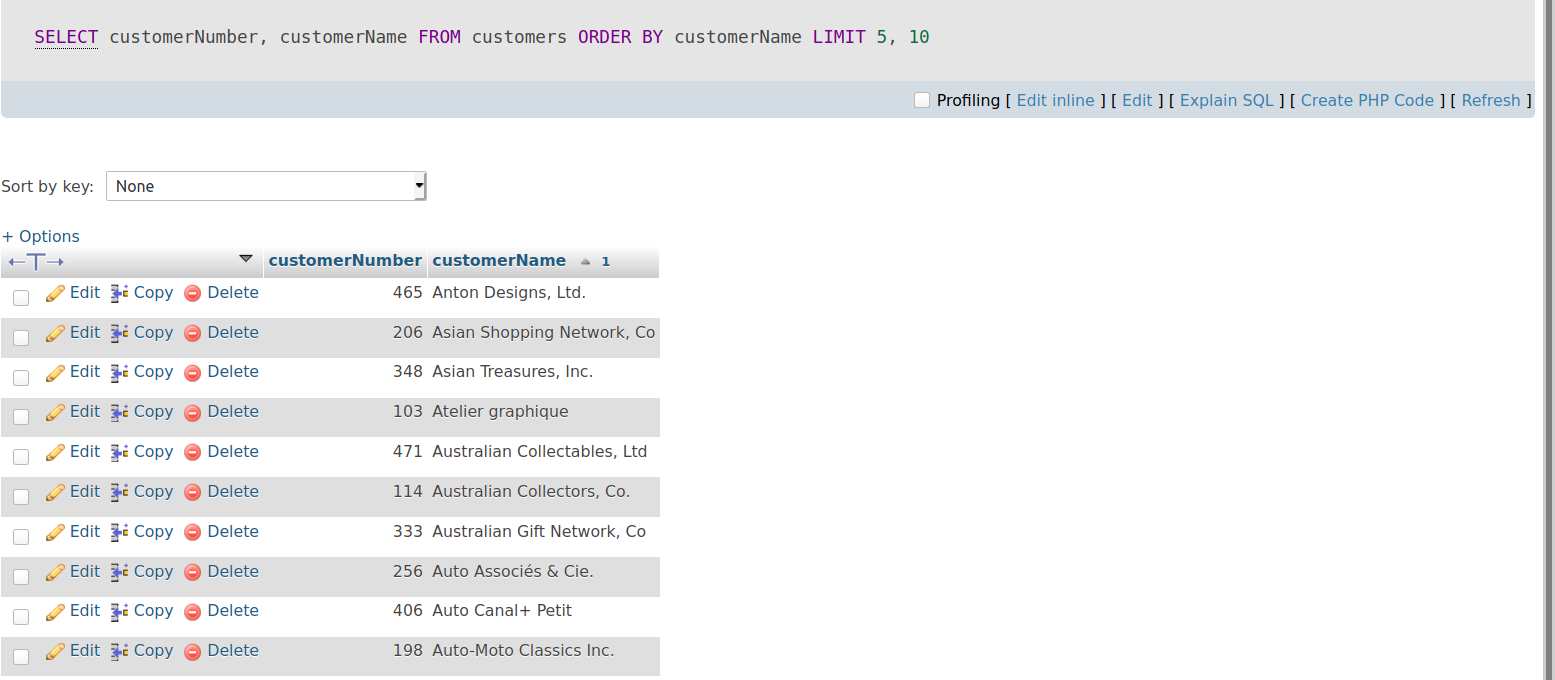 SELECT customerNumber, customerName FROM customers ORDER BY customerName LIMIT 5, 10
Profiling [ Edit inline ] [ Edit ] [ Explain SQL ] [ Create PHP Code ] [ Refresh ]
Sort by key: None
+ Options
←T→ customerNumber customerName 1
Edit Copy Delete 465 Anton Designs, Ltd.
Edit Copy Delete 206 Asian Shopping Network, Co
Edit Copy Delete 348 Asian Treasures, Inc.
Edit Copy Delete 103 Atelier graphique
Edit Copy Delete 471 Australian Collectables, Ltd
Edit Copy Delete 114 Australian Collectors, Co.
Edit Copy Delete 333 Australian Gift Network, Co
Edit Copy Delete 256 Auto Associés & Cie.
Edit Copy Delete 406 Auto Canal+ Petit
Edit Copy Delete 198 Auto-Moto Classics Inc.